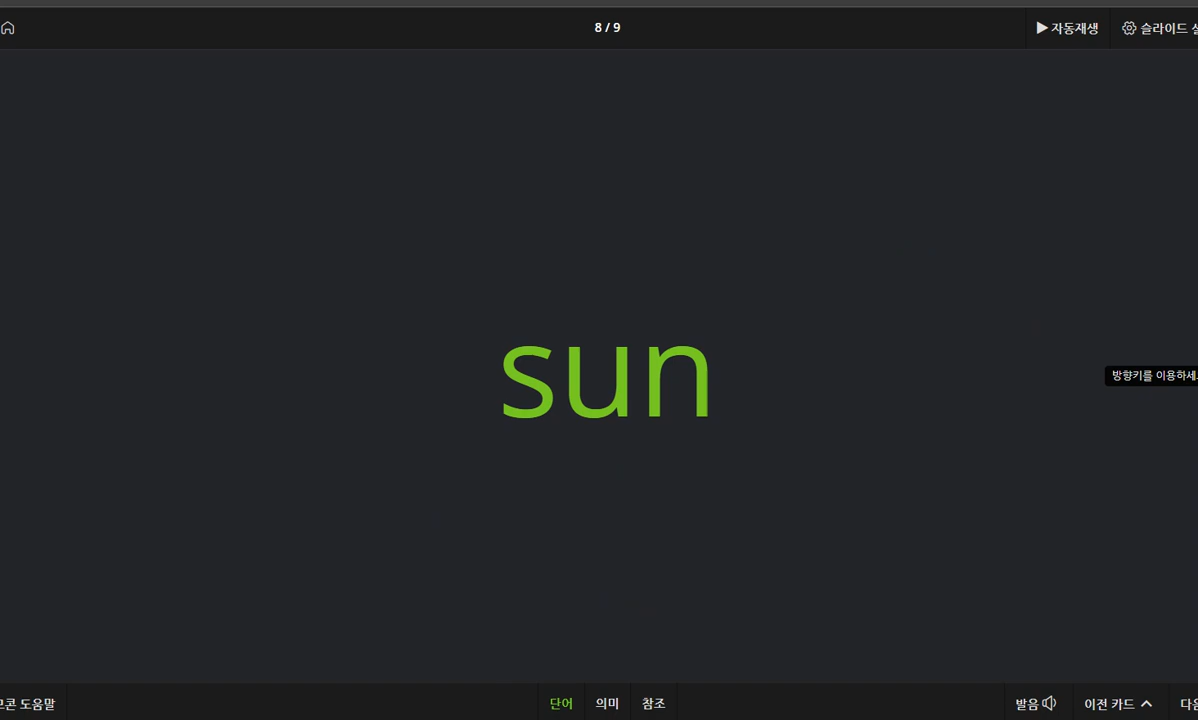 8 / 9
▶ 자동재생
슬라이드
sun
방향키를 이용하세
도움말
단어
의미
참조
발음
이전 카드